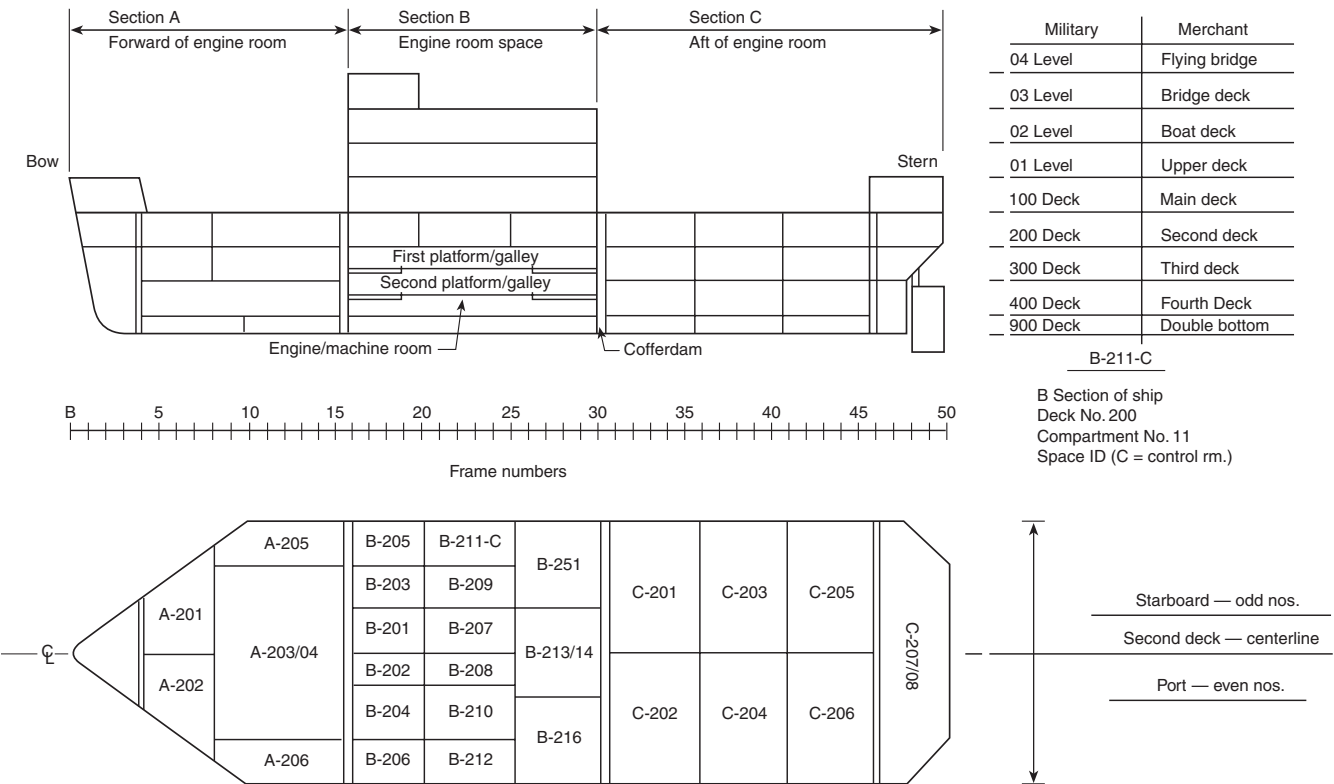 Section A
Forward of engine room
Section B
Engine room space
Section C
Aft of engine room
Military
Merchant
04 Level
Flying bridge
03 Level
Bridge deck
02 Level
Boat deck
01 Level
Upper deck
100 Deck
Main deck
200 Deck
Second deck
300 Deck
Third deck
400 Deck
Fourth Deck
900 Deck
Double bottom
Bow
Stern
First platform/galley
Second platform/galley
Engine/machine room
Cofferdam
B-211-C
B Section of ship
Deck No. 200
Compartment No. 11
Space ID (C = control rm.)
B 5 10 15 20 25 30 35 40 45 50
Frame numbers
A-205
B-205
B-211-C
B-251
B-203
B-209
C-201
C-203
C-205
A-201
B-201
B-207
A-203/04
B-213/14
C-207/08
B-202
B-208
A-202
B-204
B-210
C-202
C-204
C-206
B-216
A-206
B-206
B-212
℄
Starboard — odd nos.
Second deck — centerline
Port — even nos.